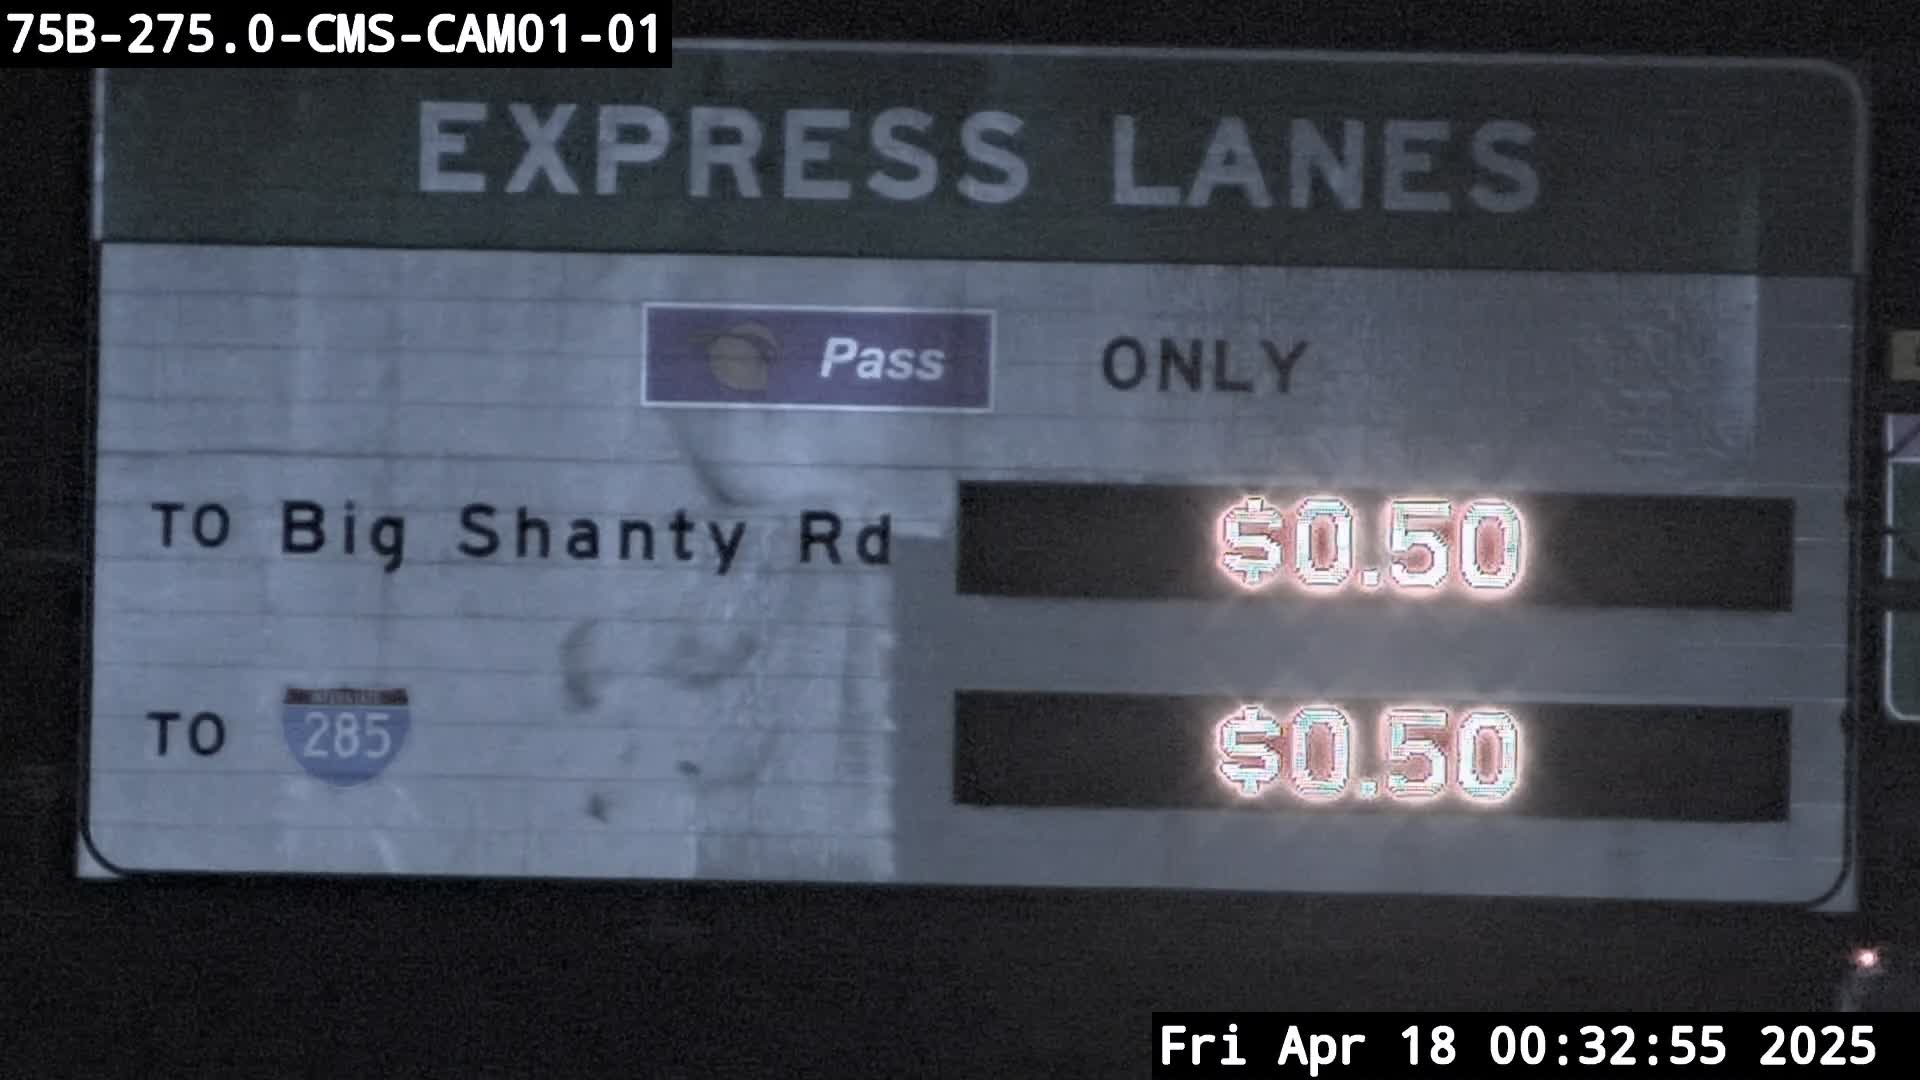 75B-275.0-CMS-CAM01-01
EXPRESS LANES
Pass ONLY
TO Big Shanty Rd $0.50
TO 285 $0.50
Fri Apr 18 00:32:55 2025